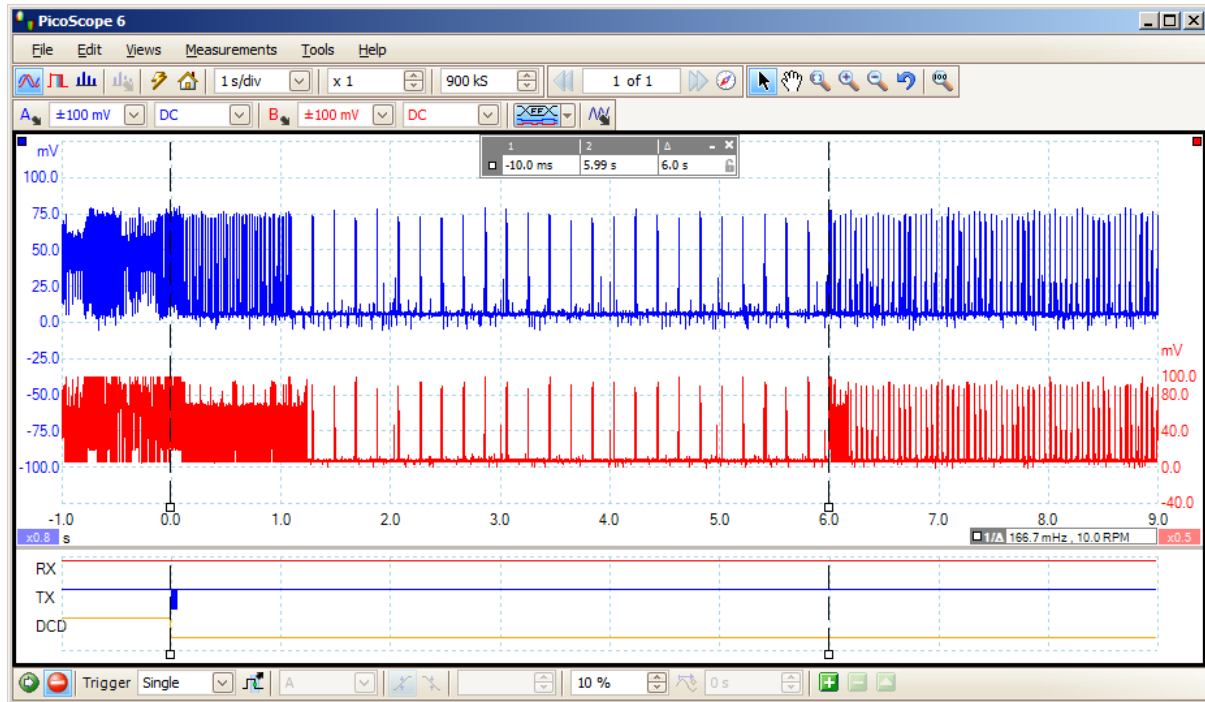 PicoScope 6
File Edit Views Measurements Tools Help
1 s/div x 1 900 kS 1 of 1
A ±100 mV DC B ±100 mV DC
1 2 Δ
-10.0 ms 5.99 s 6.0 s
mV
100.0
75.0
50.0
25.0
0.0
-25.0
-50.0
-75.0
-100.0
mV
100.0
80.0
40.0
0.0
-40.0
-1.0 0.0 1.0 2.0 3.0 4.0 5.0 6.0 7.0 8.0 9.0
x0.8 s 1/Δ 166.7 mHz , 10.0 RPM x0.5
RX
TX
DCD
Trigger Single A 10 % 0 s